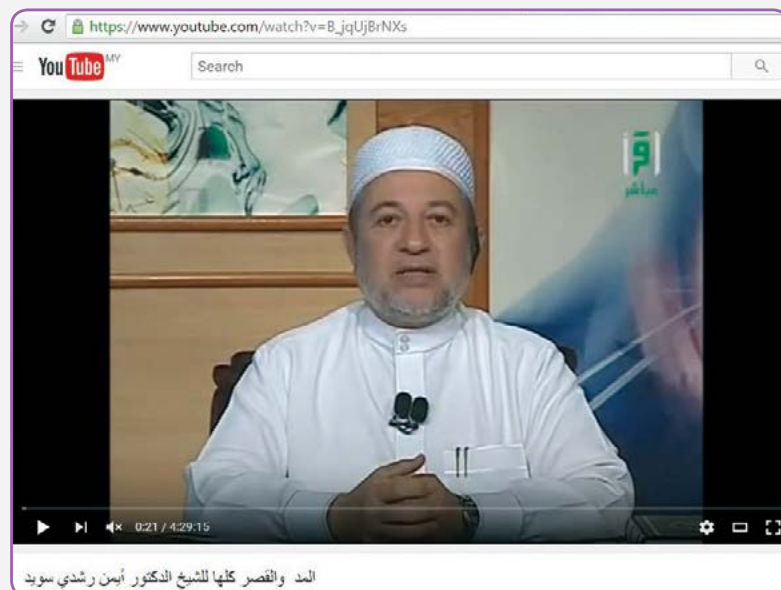 https://www.youtube.com/watch?v=B_jqUjBrNXs
YouTube MY
Search
اقرأ
مباشر
0:21 / 4:29:15
المد والقصر كلها للشيخ الدكتور أيمن رشدي سويد